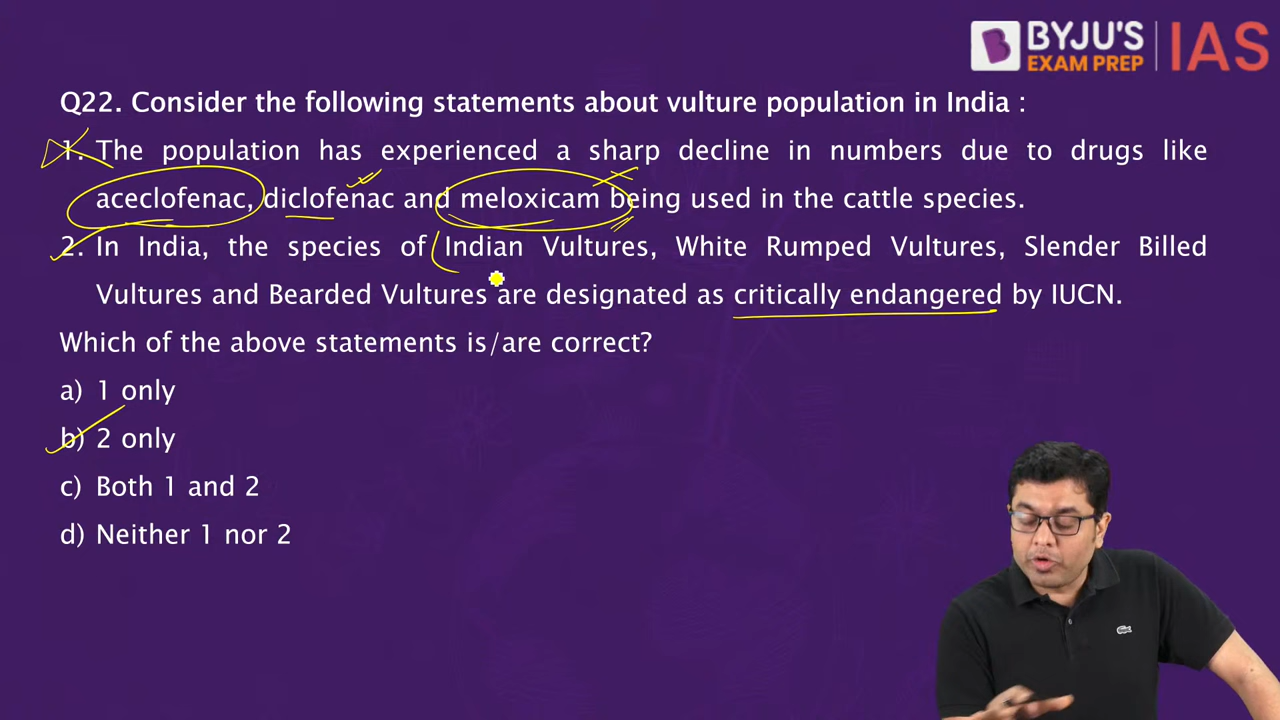 BYJU'S IAS
EXAM PREP
Q22. Consider the following statements about vulture population in India :
1. The population has experienced a sharp decline in numbers due to drugs like
aceclofenac, diclofenac and meloxicam being used in the cattle species.
2. In India, the species of Indian Vultures, White Rumped Vultures, Slender Billed
Vultures and Bearded Vultures are designated as critically endangered by IUCN.
Which of the above statements is/are correct?
a) 1 only
b) 2 only
c) Both 1 and 2
d) Neither 1 nor 2